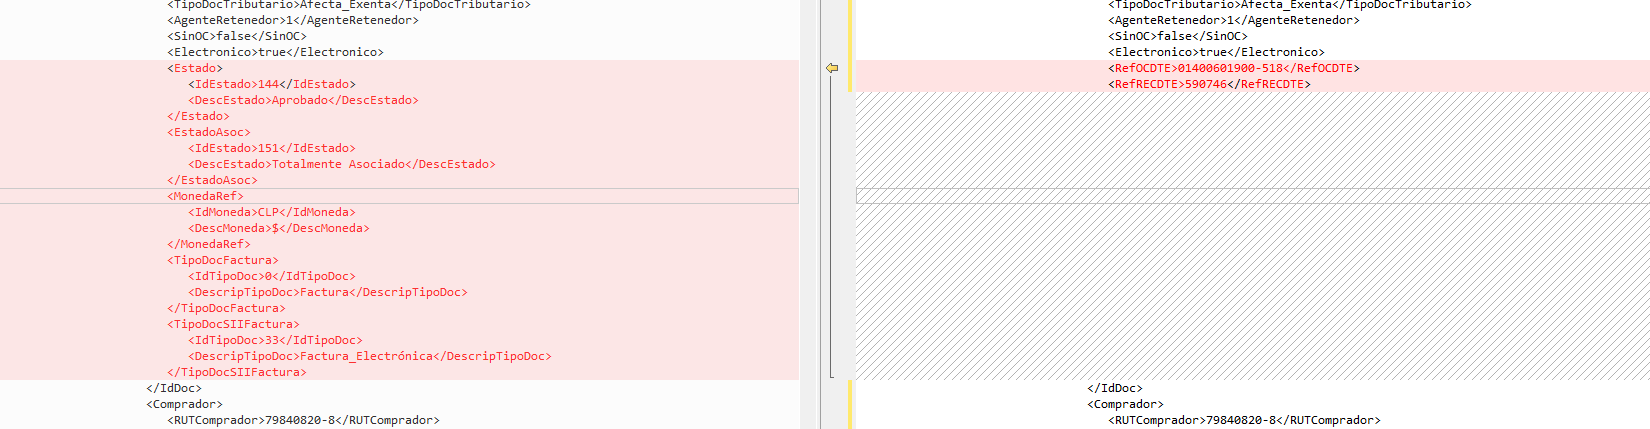 <TipoDocTributario>Afecta_Exenta</TipoDocTributario>
<AgenteRetenedor>1</AgenteRetenedor>
<SinOC>false</SinOC>
<Electronico>true</Electronico>
<Estado>
<IdEstado>144</IdEstado>
<DescEstado>Aprobado</DescEstado>
</Estado>
<EstadoAsoc>
<IdEstado>151</IdEstado>
<DescEstado>Totalmente Asociado</DescEstado>
</EstadoAsoc>
<MonedaRef>
<IdMoneda>CLP</IdMoneda>
<DescMoneda>$</DescMoneda>
</MonedaRef>
<TipoDocFactura>
<IdTipoDoc>0</IdTipoDoc>
<DescripTipoDoc>Factura</DescripTipoDoc>
</TipoDocFactura>
<TipoDocSIIFactura>
<IdTipoDoc>33</IdTipoDoc>
<DescripTipoDoc>Factura_Electrónica</DescripTipoDoc>
</TipoDocSIIFactura>
</IdDoc>
<Comprador>
<RUTComprador>79840820-8</RUTComprador>
<TipoDocTributario>Afecta_Exenta</TipoDocTributario>
<AgenteRetenedor>1</AgenteRetenedor>
<SinOC>false</SinOC>
<Electronico>true</Electronico>
<RefOCDTE>01400601900-518</RefOCDTE>
<RefRECDTE>590746</RefRECDTE>
</IdDoc>
<Comprador>
<RUTComprador>79840820-8</RUTComprador>